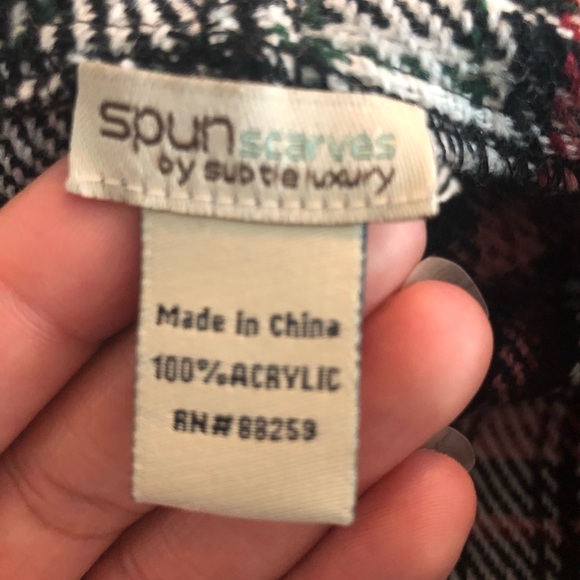 spun scarves
by subtle luxury
Made in China
100% ACRYLIC
RN# 88259